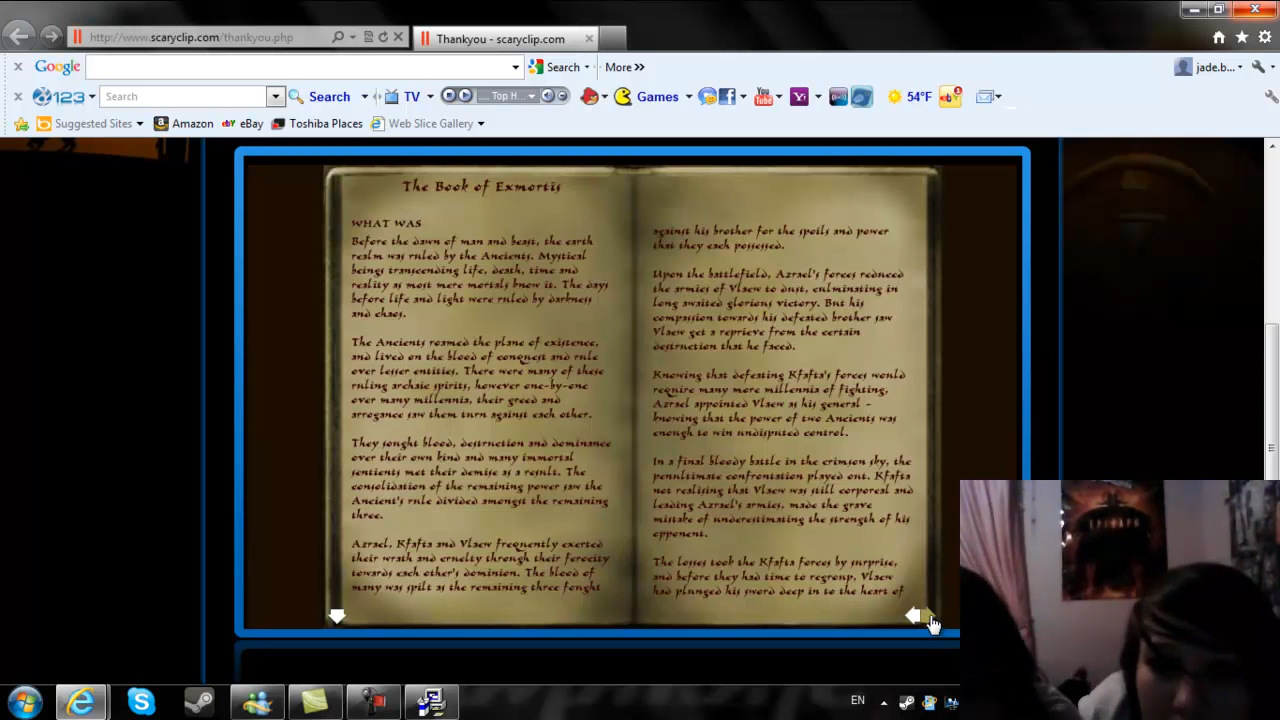 http://www.scaryclip.com/thankyou.php
Thankyou - scaryclip.com
Google
Search
More »
jade.b...
123
Search
Search
TV
Top H...
Games
54°F
Suggested Sites
Amazon
eBay
Toshiba Places
Web Slice Gallery
The Book of Exmortis
WHAT WAS
Before the dawn of man and beast, the earth
realm was ruled by the Ancients. Mystical
beings transcending life, death, time and
reality as most mere mortals know it. The days
before life and light were ruled by darkness
and chaos.
The Ancients roamed the plane of existence,
and lived on the blood of conquest and rule
over lesser entities. There were many of these
ruling archaic spirits, however one-by-one
over many millennia, their greed and
arrogance saw them turn against each other.
They sought blood, destruction and dominance
over their own kind and many immortal
sentients met their demise as a result. The
consolidation of the remaining power saw the
Ancient's rule divided amongst the remaining
three.
Azrael, Kfafta and Vlaew frequently exerted
their wrath and cruelty through their ferocity
towards each other's dominion. The blood of
many was spilt as the remaining three fought
against his brother for the spoils and power
that they each possessed.
Upon the battlefield, Azrael's forces reduced
the armies of Vlaew to dust, culminating in
long awaited glorious victory. But his
compassion towards his defeated brother saw
Vlaew get a reprieve from the certain
destruction that he faced.
Knowing that defeating Kfafta's forces would
require many more millennia of fighting,
Azrael appointed Vlaew as his general -
knowing that the power of two Ancients was
enough to win undisputed control.
In a final bloody battle in the crimson sky, the
penultimate confrontation played out. Kfafta
not realising that Vlaew was still corporeal and
leading Azrael's armies, made the grave
mistake of underestimating the strength of his
opponent.
The losses took the Kfafta forces by surprise,
and before they had time to regroup, Vlaew
had plunged his sword deep in to the heart of
EN